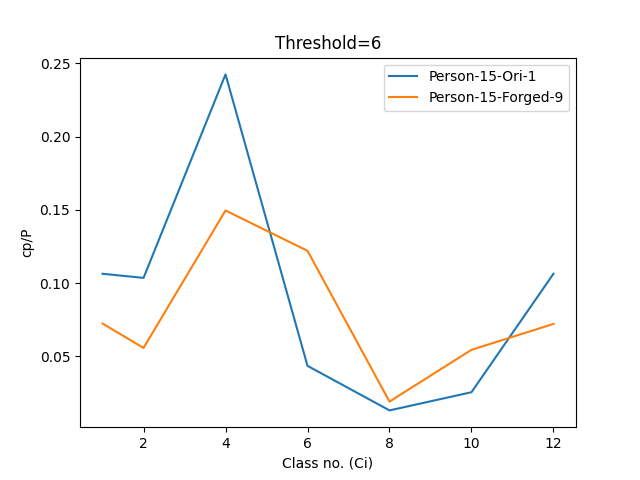 Threshold=6
Person-15-Ori-1
Person-15-Forged-9
0.25
0.20
0.15
0.10
0.05
cp/P
2 4 6 8 10 12
Class no. (Ci)